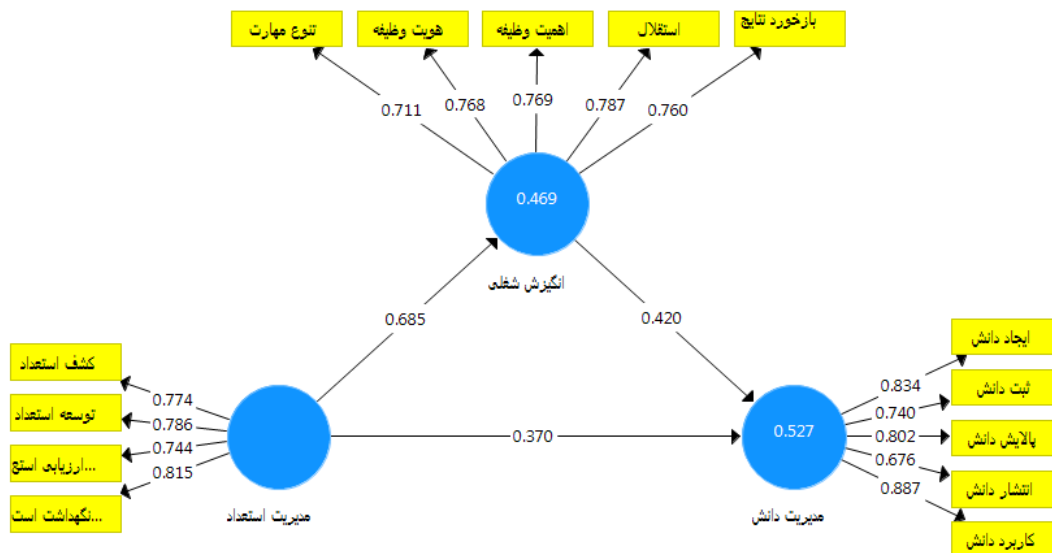 تنوع مهارت
هویت وظیفه
اهمیت وظیفه
استقلال
بازخورد نتایج
0.711
0.768
0.769
0.787
0.760
0.469
انگیزش شغلی
0.685
0.420
کشف استعداد
توسعه استعداد
ارزیابی استع...
نگهداشت است...
0.774
0.786
0.744
0.815
مدیریت استعداد
0.370
0.527
مدیریت دانش
0.834
0.740
0.802
0.676
0.887
ایجاد دانش
ثبت دانش
پالایش دانش
انتشار دانش
کاربرد دانش